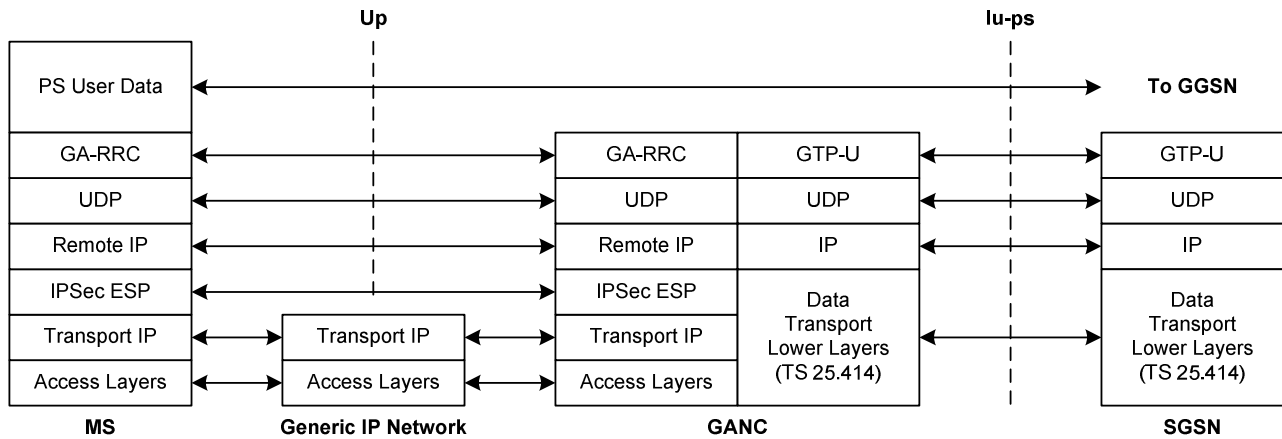 Up
Iu-ps
PS User Data
To GGSN
GA-RRC
GA-RRC
GTP-U
GTP-U
UDP
UDP
UDP
UDP
Remote IP
Remote IP
IP
IP
IPSec ESP
IPSec ESP
Data
Transport
Lower Layers
(TS 25.414)
Data
Transport
Lower Layers
(TS 25.414)
Transport IP
Transport IP
Transport IP
Access Layers
Access Layers
Access Layers
MS
Generic IP Network
GANC
SGSN